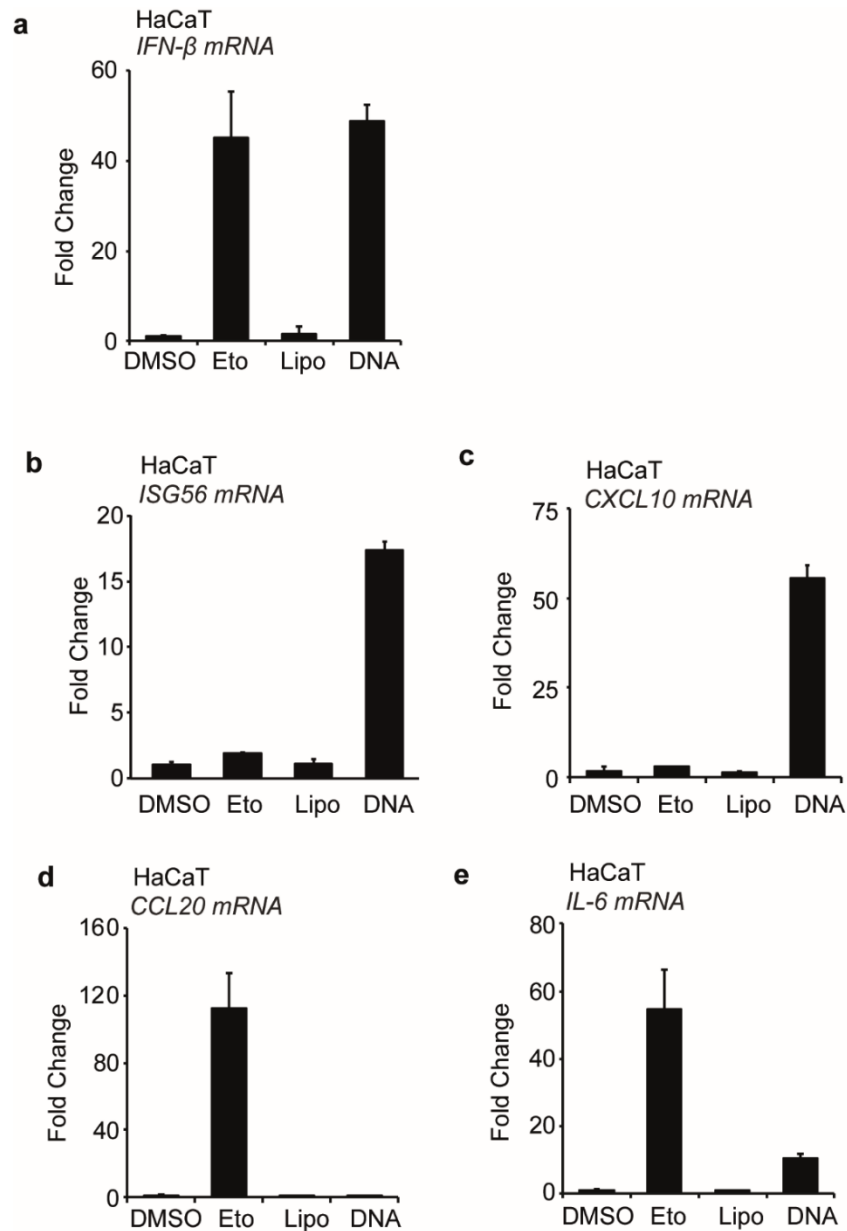 a
HaCaT
IFN-β mRNA
Fold Change
60
40
20
0
DMSO Eto Lipo DNA
b
HaCaT
ISG56 mRNA
Fold Change
20
15
10
5
0
DMSO Eto Lipo DNA
c
HaCaT
CXCL10 mRNA
Fold Change
75
50
25
0
DMSO Eto Lipo DNA
d
HaCaT
CCL20 mRNA
Fold Change
160
120
80
40
0
DMSO Eto Lipo DNA
e
HaCaT
IL-6 mRNA
Fold Change
80
60
40
20
0
DMSO Eto Lipo DNA